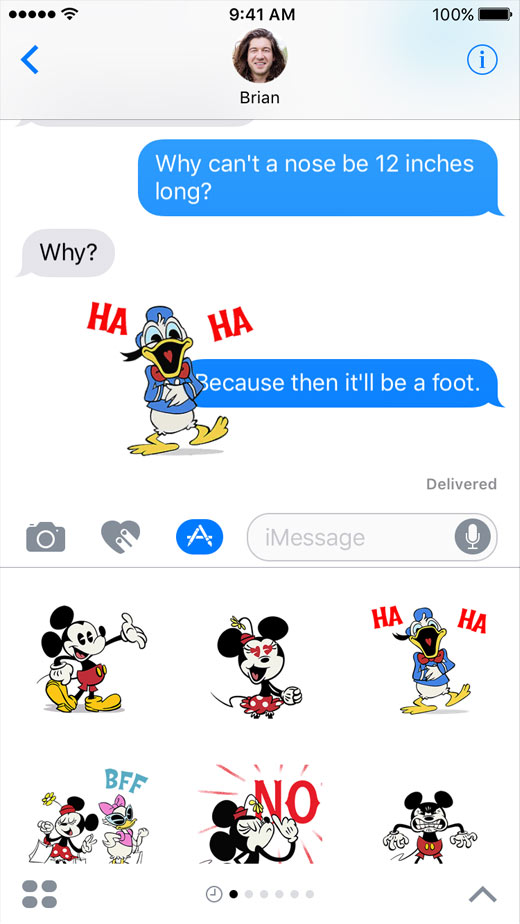 9:41 AM
100%
Brian
Why can't a nose be 12 inches
long?
Why?
HA HA
Because then it'll be a foot.
Delivered
iMessage
HA HA
BFF
NO